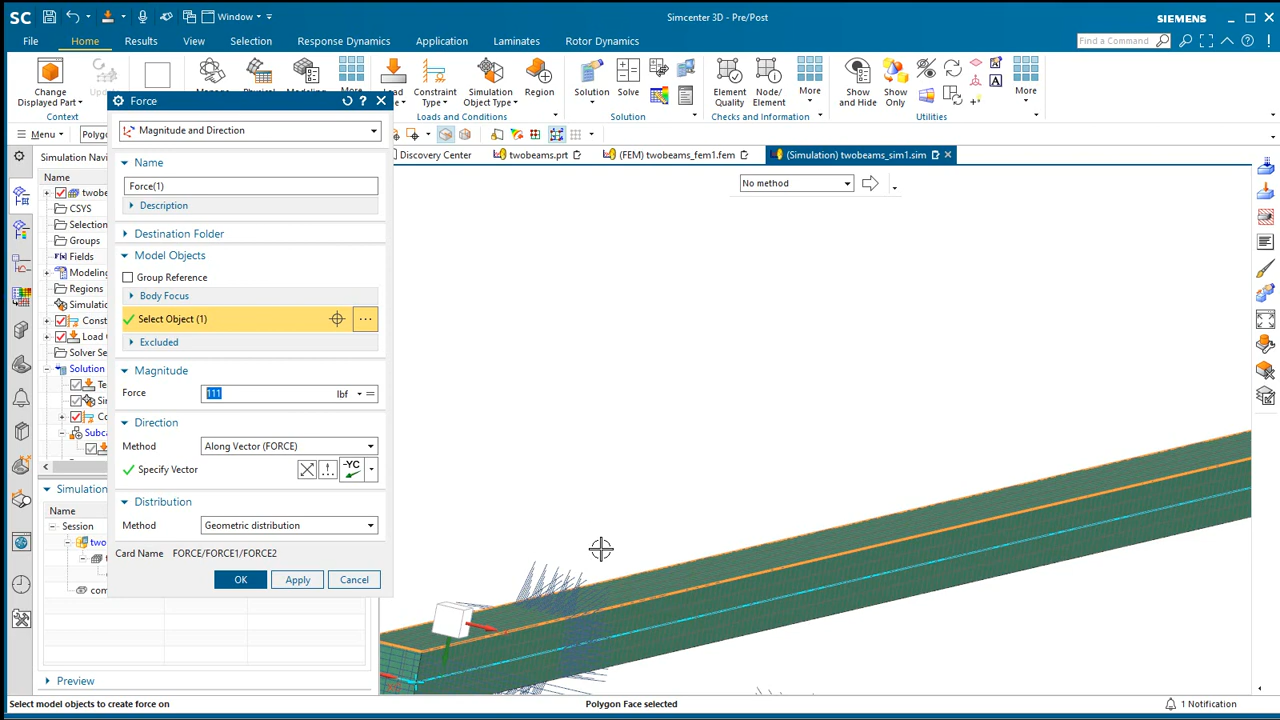 SC
Window
Simcenter 3D - Pre/Post
SIEMENS
File
Home
Results
View
Selection
Response Dynamics
Application
Laminates
Rotor Dynamics
Find a Command
Change Displayed Part
More
Constraint Type
Simulation Object Type
Region
Solution
Solve
Element Quality
Node/Element
More
Show and Hide
Show Only
More
Context
Loads and Conditions
Solution
Checks and Information
Utilities
Menu
Force
Magnitude and Direction
Discovery Center
twobeams.prt
(FEM) twobeams_fem1.fem
(Simulation) twobeams_sim1.sim
No method
Name
Force(1)
Description
Destination Folder
Model Objects
Group Reference
Body Focus
Select Object (1)
Excluded
Magnitude
Force
111
lbf
Direction
Method
Along Vector (FORCE)
Specify Vector
-YC
Distribution
Method
Geometric distribution
Card Name
FORCE/FORCE1/FORCE2
OK
Apply
Cancel
Name
CSYS
Groups
Fields
Regions
Solution
Name
Session
Preview
Select model objects to create force on
Polygon Face selected
1 Notification